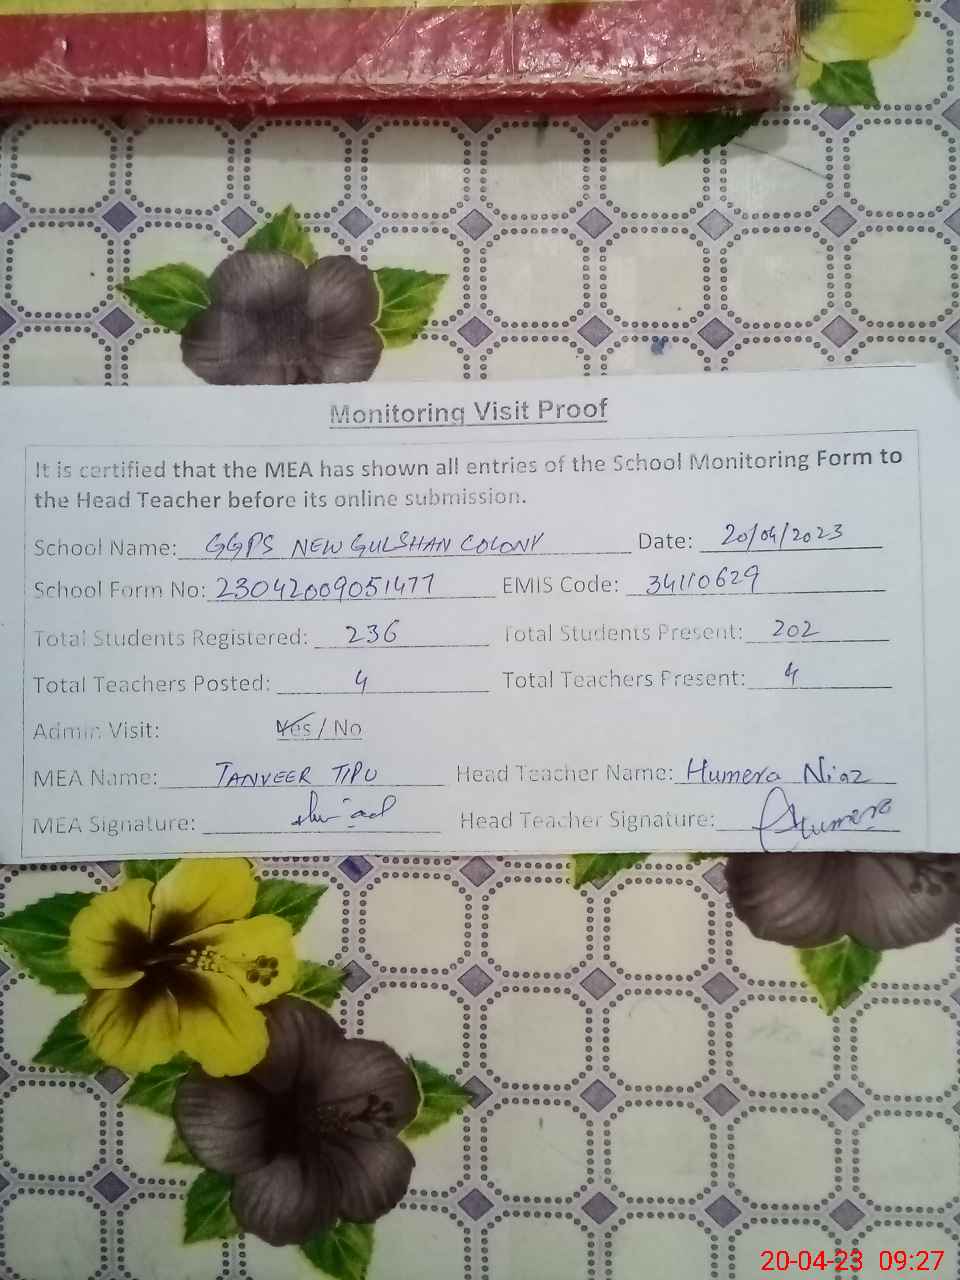 Monitoring Visit Proof
It is certified that the MEA has shown all entries of the School Monitoring Form to
the Head Teacher before its online submission.
School Name: GGPS NEW GULSHAN COLONY Date: 20/04/2023
School Form No: 23042009051477 EMIS Code: 34110629
Total Students Registered: 236 Total Students Present: 202
Total Teachers Posted: 4 Total Teachers Present: 4
Admin Visit: Yes / No
MEA Name: TANVEER TIPU Head Teacher Name: Humera Niaz
MEA Signature: Head Teacher Signature: Humera
20-04-23 09:27